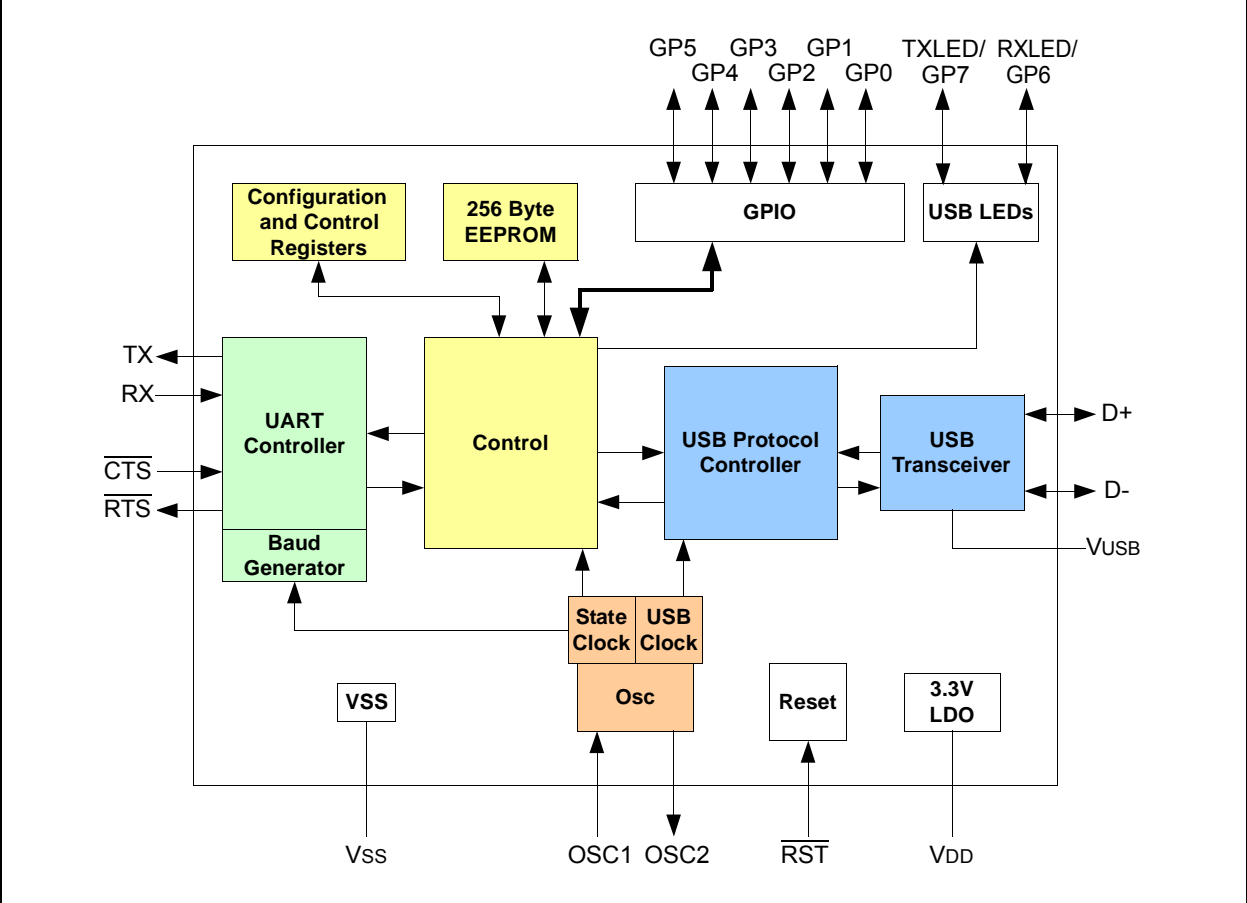 GP5 GP3 GP1 TXLED/ RXLED/
GP4 GP2 GP0 GP7 GP6
Configuration
and Control
Registers
256 Byte
EEPROM
GPIO
USB LEDs
TX
RX
CTS
RTS
UART
Controller
Baud
Generator
Control
USB Protocol
Controller
USB
Transceiver
D+
D-
VUSB
State
Clock
USB
Clock
Osc
VSS
Reset
3.3V
LDO
VSS
OSC1
OSC2
RST
VDD